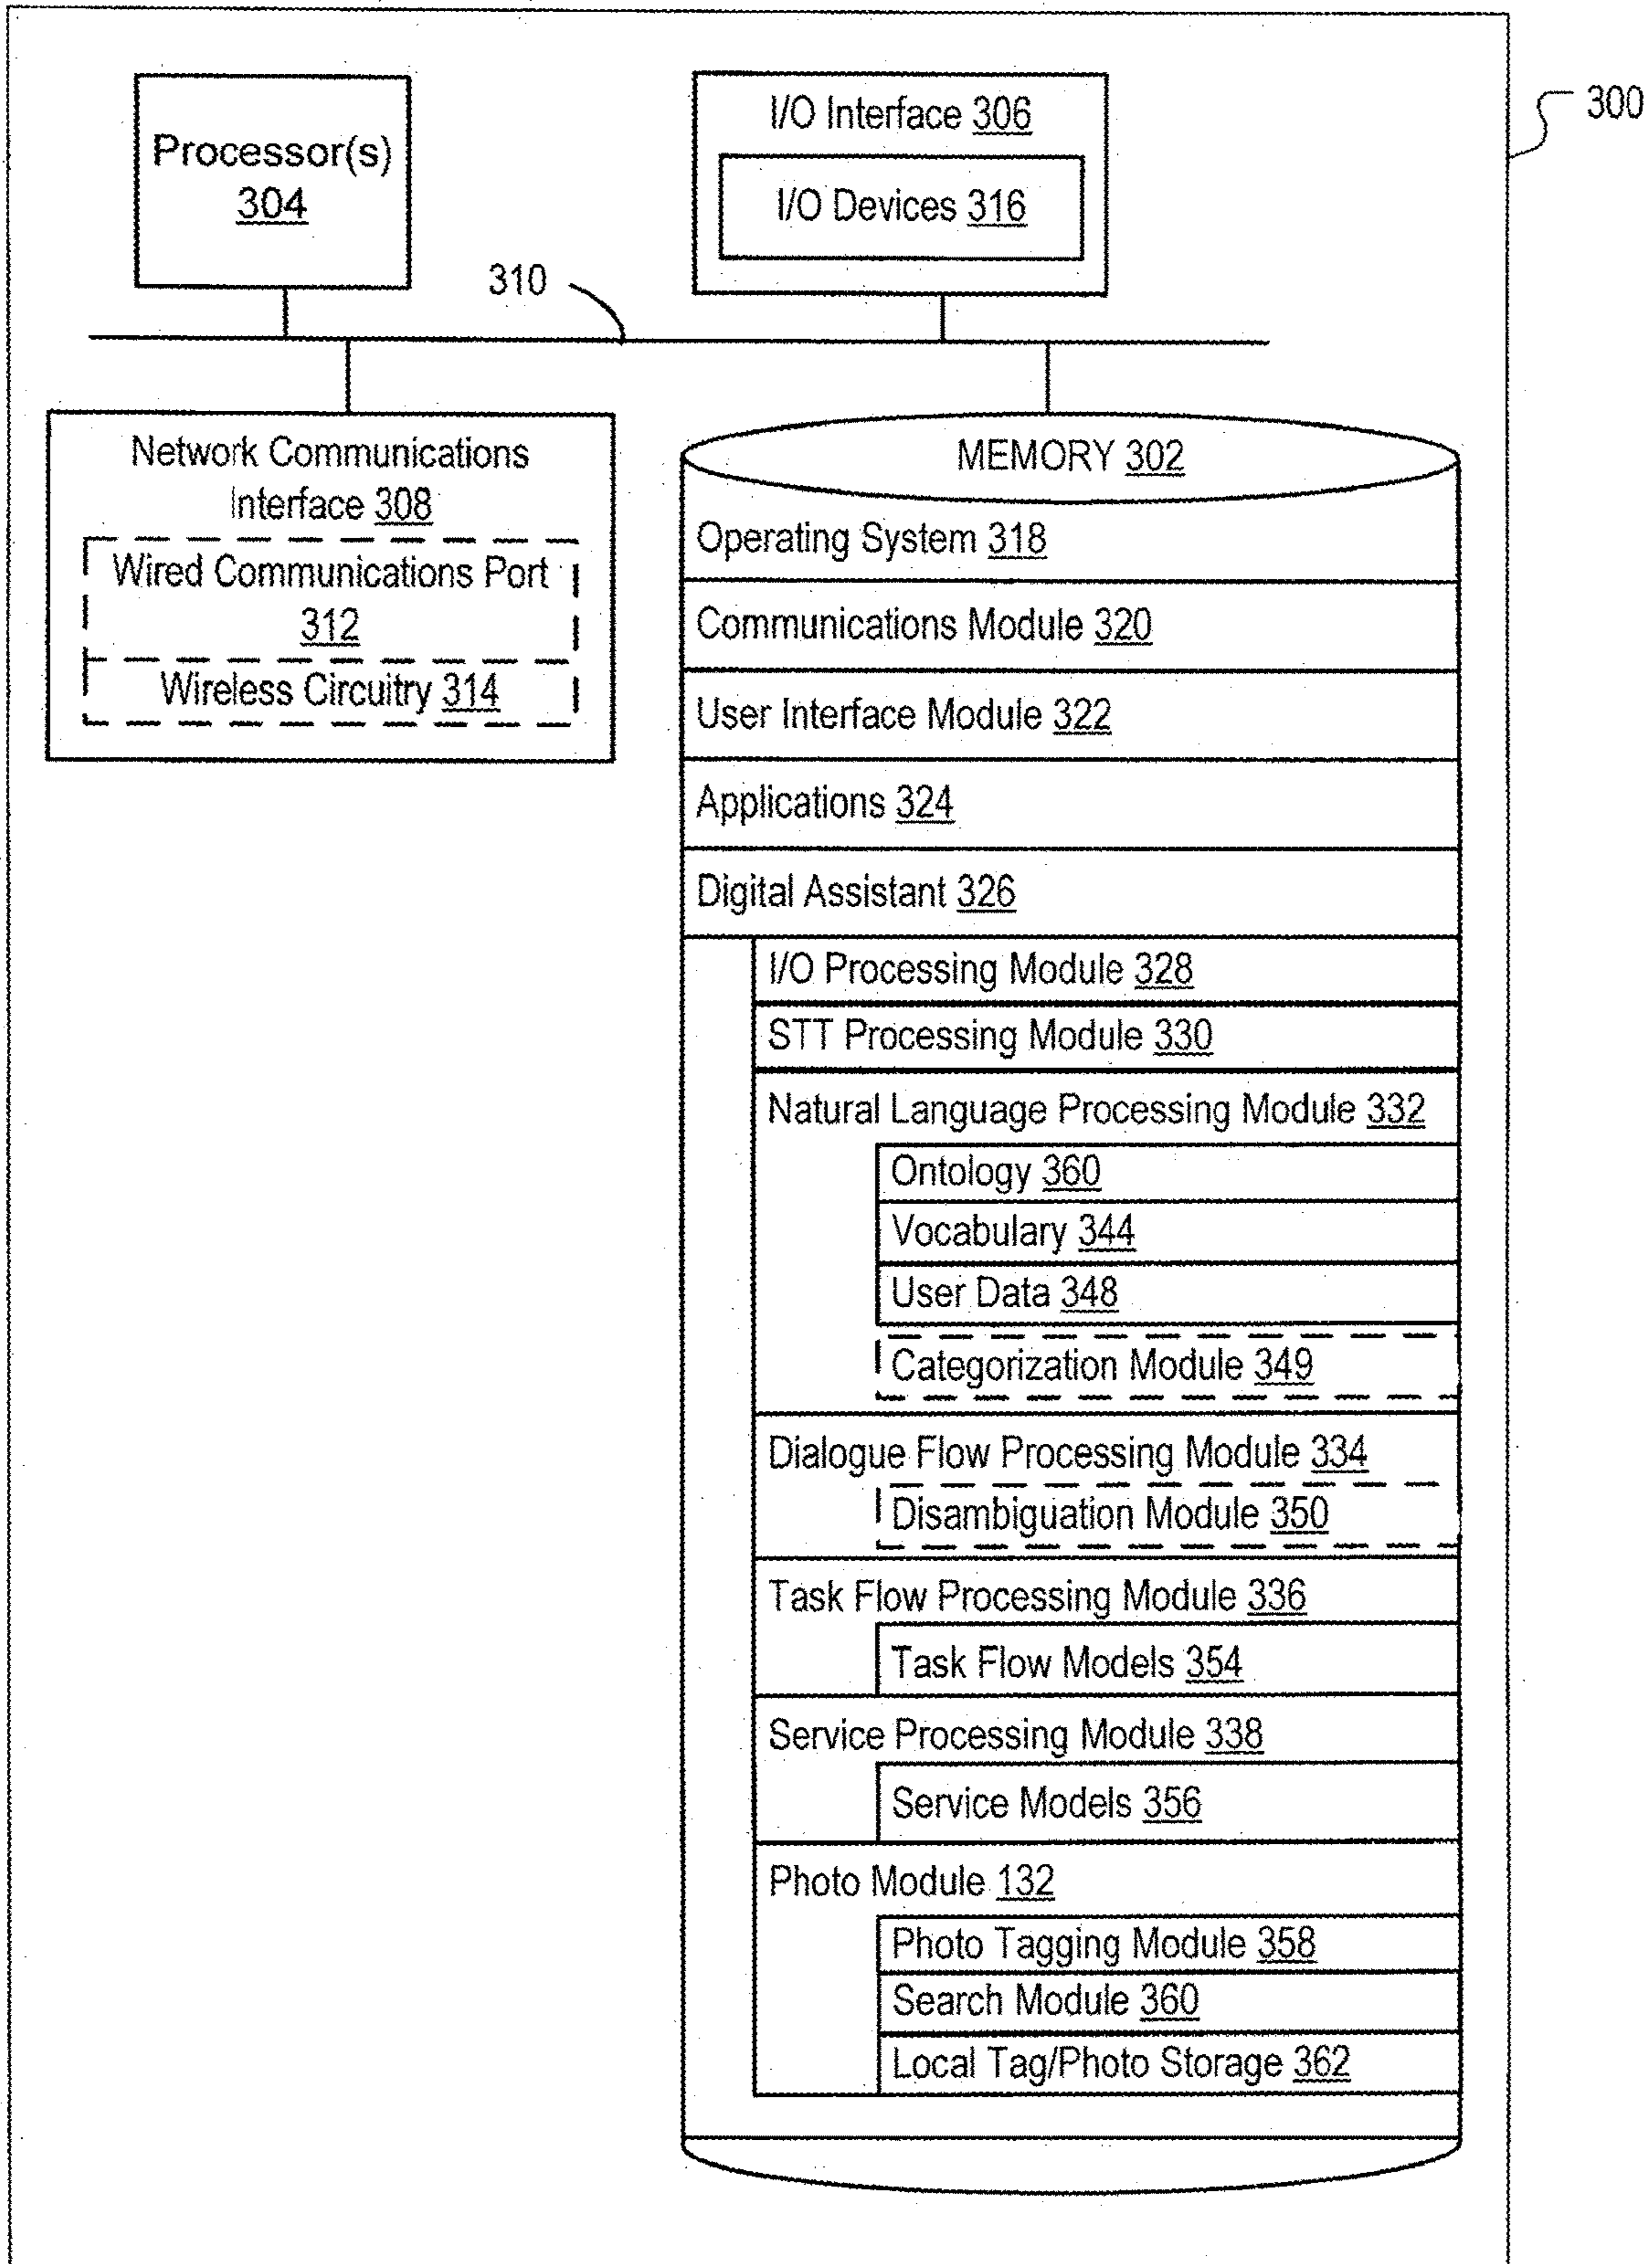 300
Processor(s)
304
I/O Interface 306
I/O Devices 316
310
Network Communications
Interface 308
Wired Communications Port
312
Wireless Circuitry 314
MEMORY 302
Operating System 318
Communications Module 320
User Interface Module 322
Applications 324
Digital Assistant 326
I/O Processing Module 328
STT Processing Module 330
Natural Language Processing Module 332
Ontology 360
Vocabulary 344
User Data 348
Categorization Module 349
Dialogue Flow Processing Module 334
Disambiguation Module 350
Task Flow Processing Module 336
Task Flow Models 354
Service Processing Module 338
Service Models 356
Photo Module 132
Photo Tagging Module 358
Search Module 360
Local Tag/Photo Storage 362